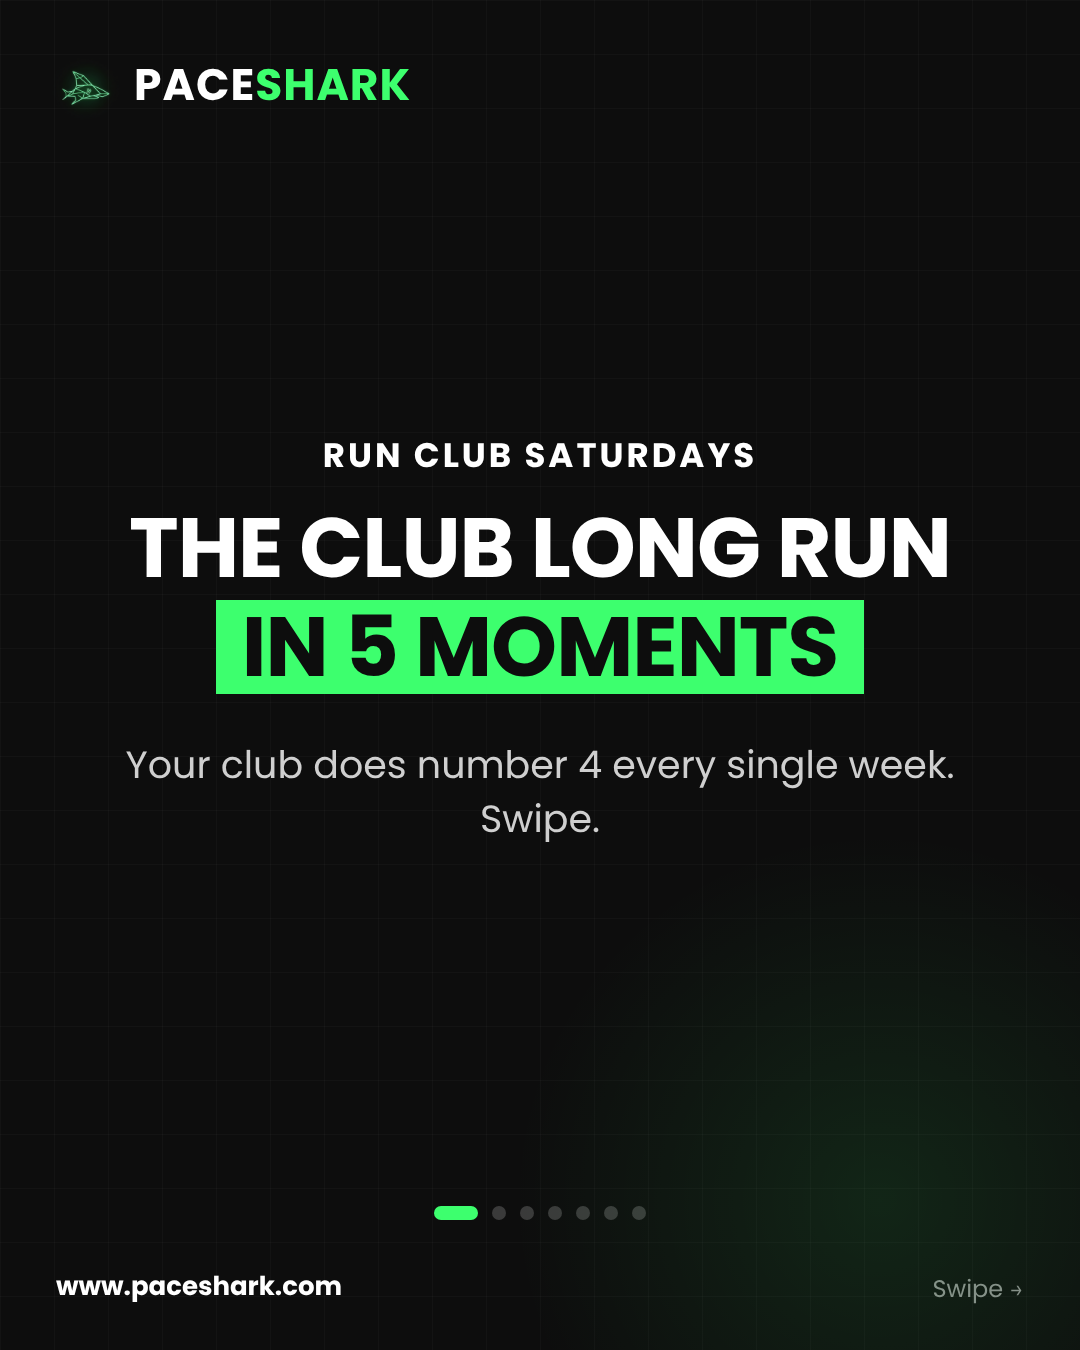 PACESHARK
RUN CLUB SATURDAYS
THE CLUB LONG RUN
IN 5 MOMENTS
Your club does number 4 every single week.
Swipe.
www.paceshark.com
Swipe →